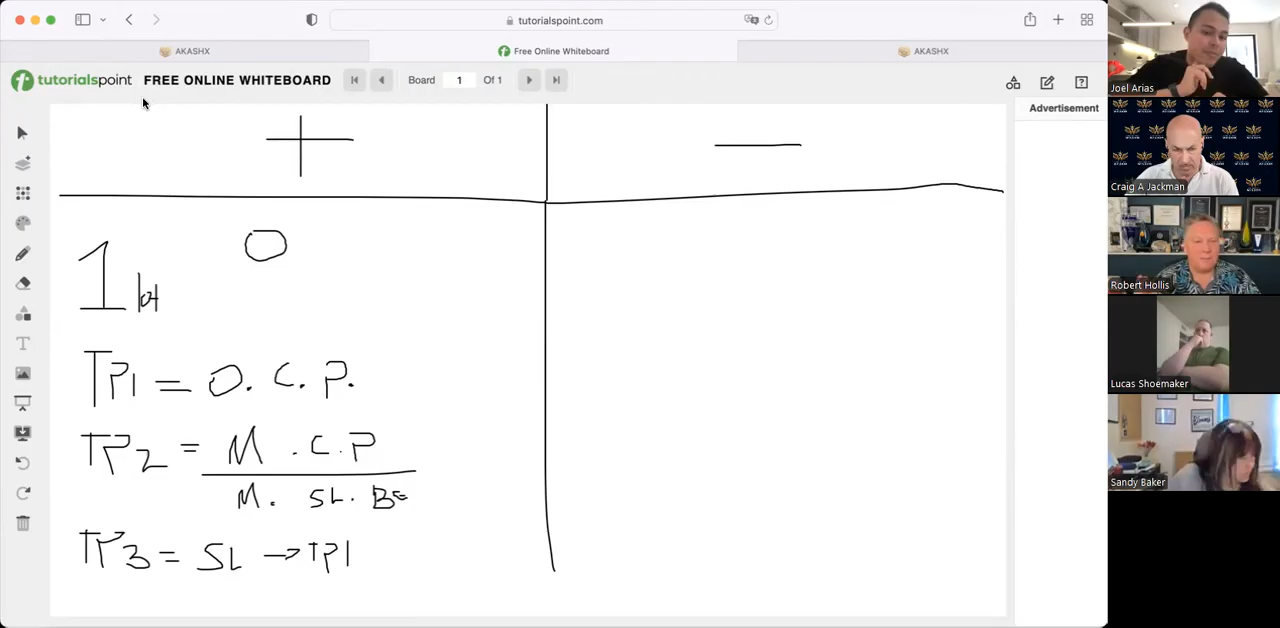 tutorialspoint.com
AKASHX
Free Online Whiteboard
AKASHX
tutorialspoint FREE ONLINE WHITEBOARD
Board 1 Of 1
Advertisement
+ —
1 lot
O
TP1 = O. C. P.
TP2 = M . C. P
M. SL. BE
TP3 = SL → TP1
T
Joel Arias
Craig A Jackman
Robert Hollis
Lucas Shoemaker
Sandy Baker